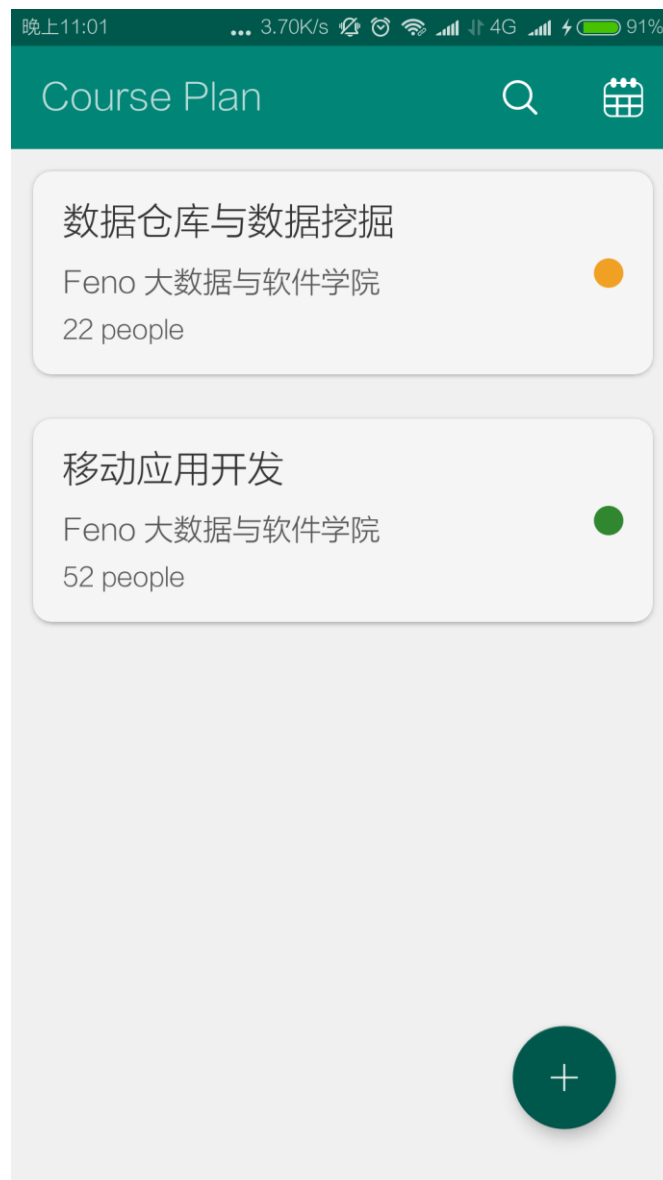 晚上11:01 ... 3.70K/s 4G 91%
Course Plan
数据仓库与数据挖掘
Feno 大数据与软件学院
22 people
移动应用开发
Feno 大数据与软件学院
52 people
+